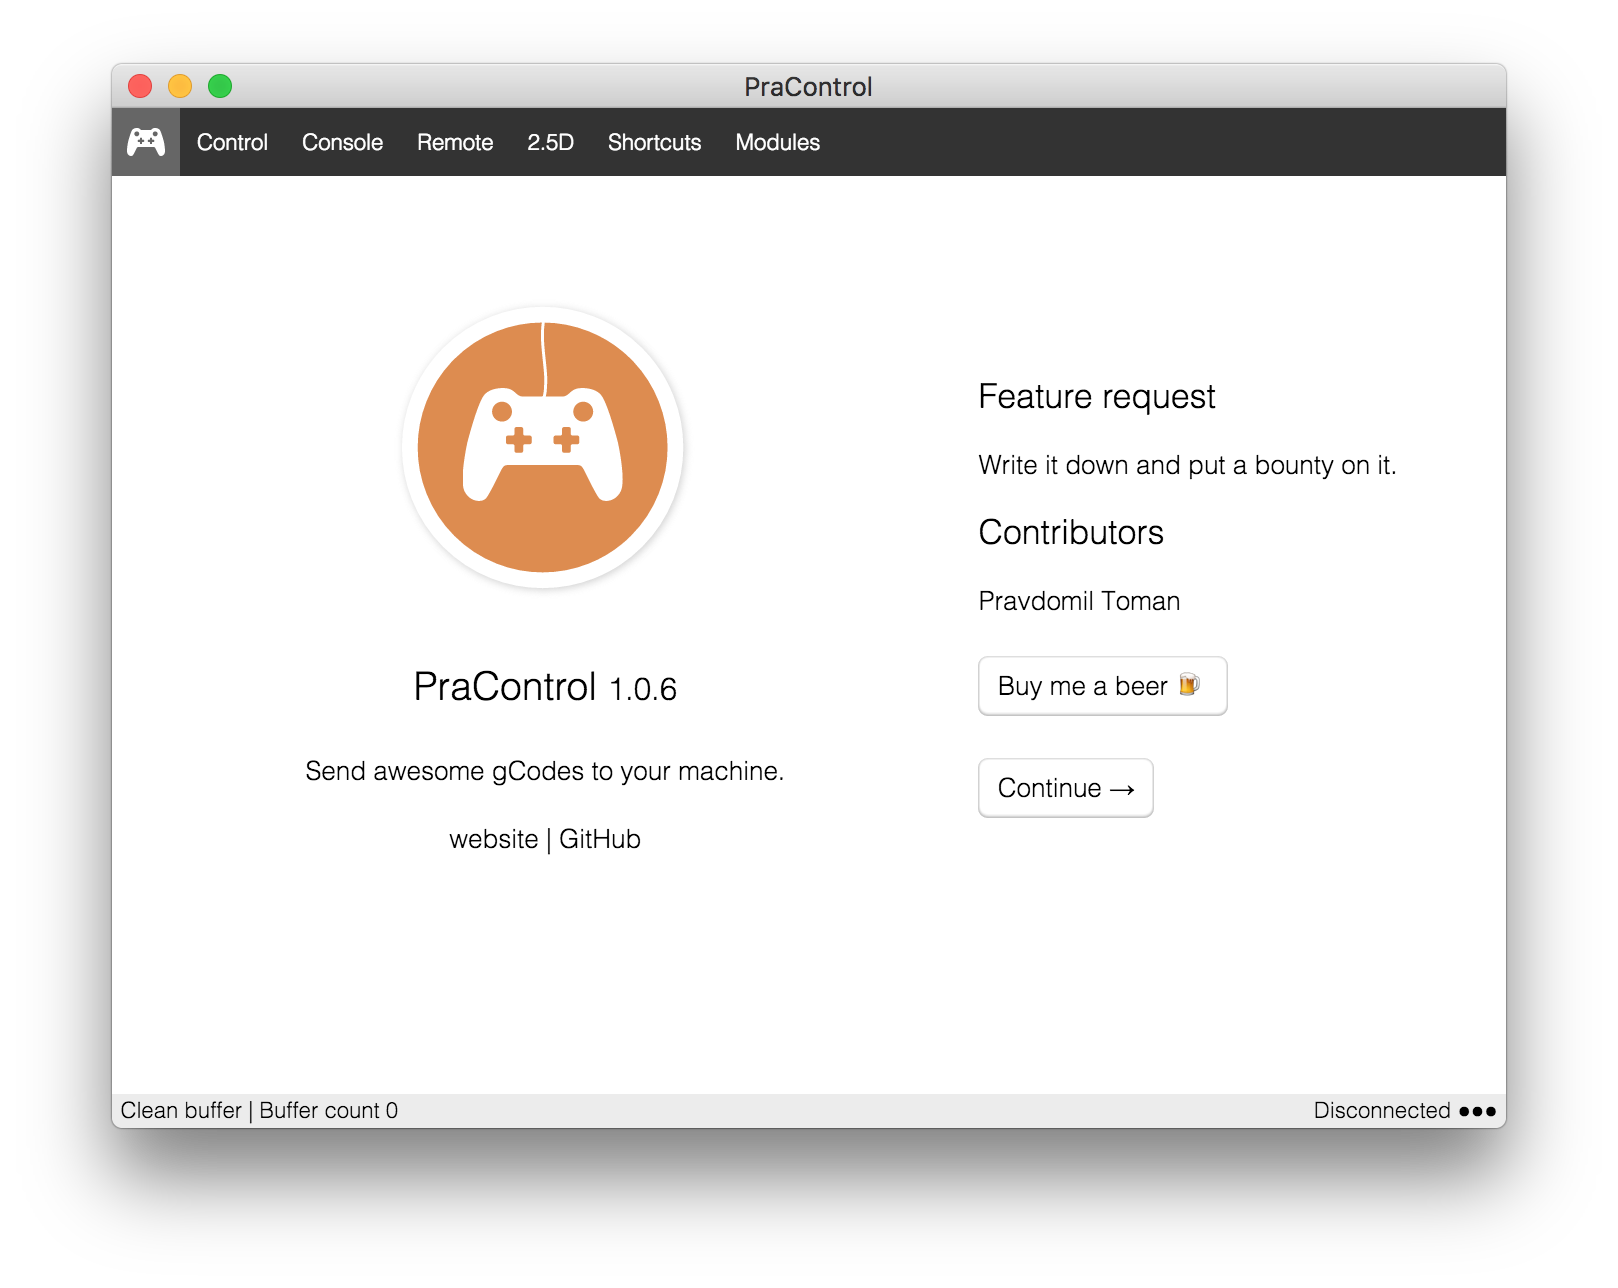 PraControl
Control Console Remote 2.5D Shortcuts Modules
PraControl 1.0.6
Send awesome gCodes to your machine.
website | GitHub
Feature request
Write it down and put a bounty on it.
Contributors
Pravdomil Toman
Buy me a beer 🍺
Continue →
Clean buffer | Buffer count 0
Disconnected •••